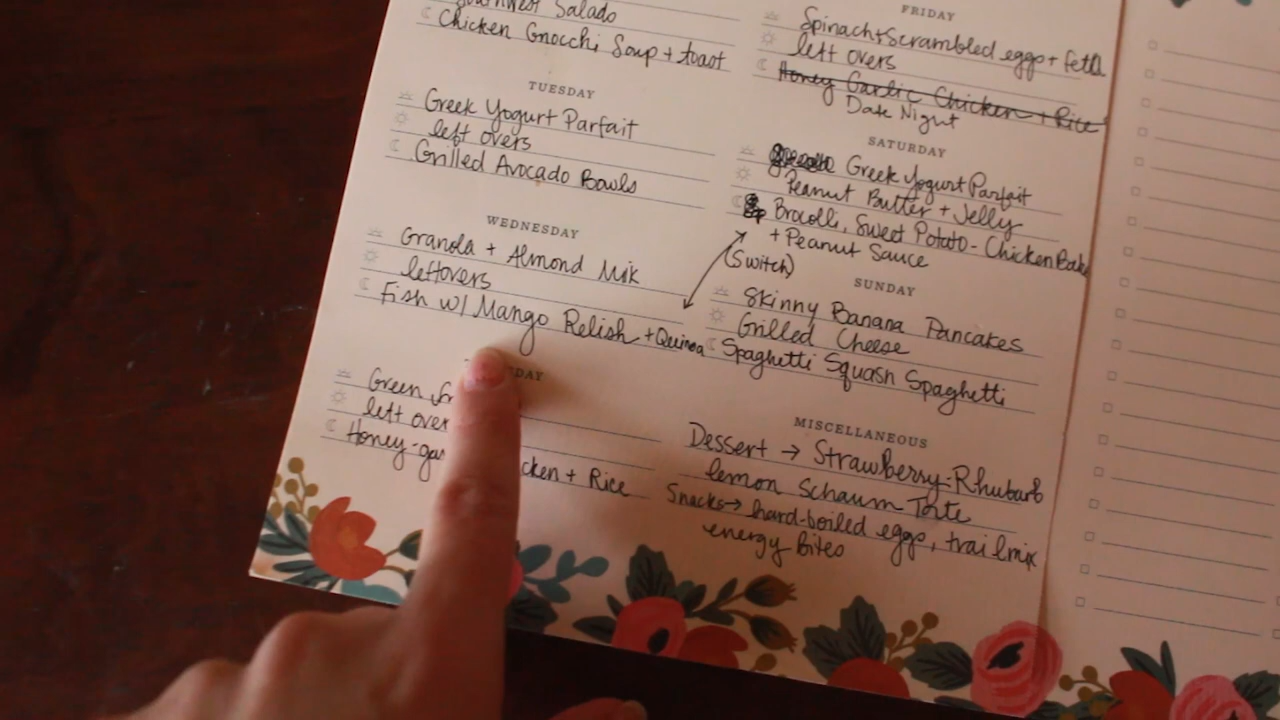 Salado
Chicken Gnocchi Soup + toast
TUESDAY
Greek Yogurt Parfait
left overs
Grilled Avocado Bowls
WEDNESDAY
Granola + Almond Milk
leftovers
Fish w/ Mango Relish + Quinoa
DAY
Green
left over
Honey-ga cken + Rice
FRIDAY
Spinach + Scrambled eggs + feta
left overs
Honey Garlic Chicken + Rice
Date Night
SATURDAY
Greek Yogurt Parfait
Peanut Butter + Jelly
Brocolli, Sweet Potato - Chicken Bake
+ Peanut Sauce
(Switch)
SUNDAY
Skinny Banana Pancakes
Grilled Cheese
Spaghetti Squash Spaghetti
MISCELLANEOUS
Dessert → Strawberry-Rhubarb
lemon Schaum Torte
Snacks → hard-boiled eggs, trail mix
energy bites